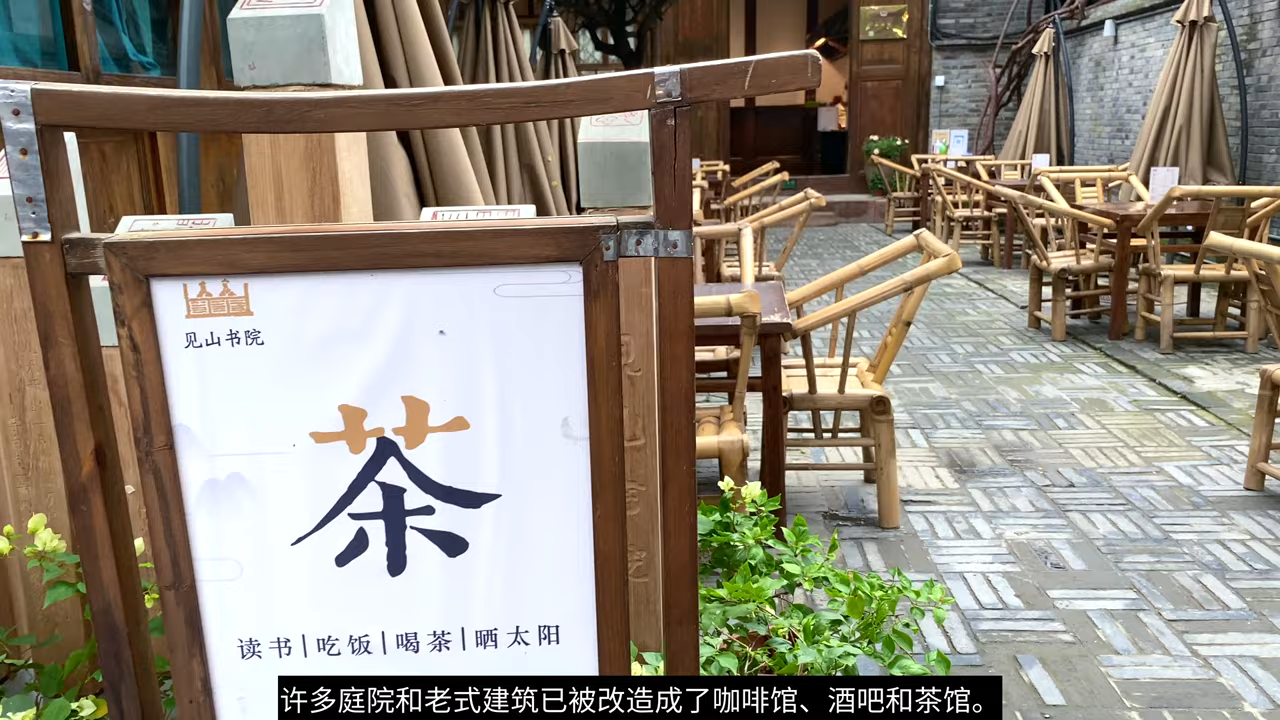 见山书院
茶
读书|吃饭|喝茶|晒太阳
许多庭院和老式建筑已被改造成了咖啡馆、酒吧和茶馆。